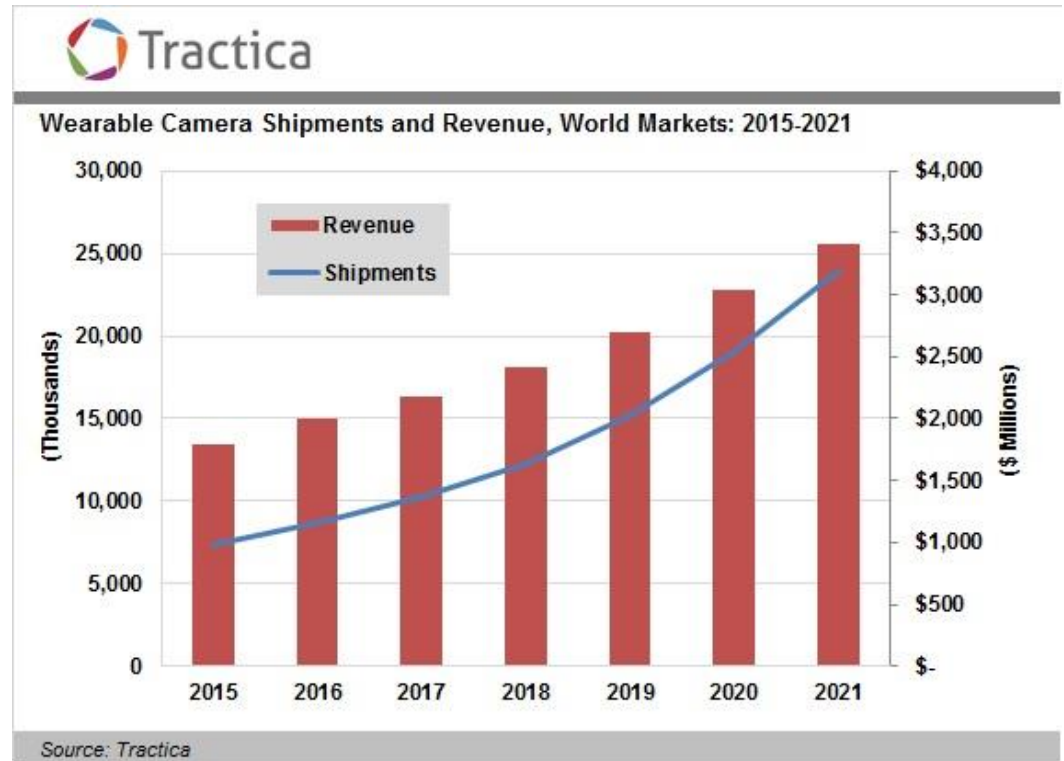 Tractica
Wearable Camera Shipments and Revenue, World Markets: 2015-2021
30,000
25,000
20,000
15,000
10,000
5,000
0
(Thousands)
Revenue
Shipments
$4,000
$3,500
$3,000
$2,500
$2,000
$1,500
$1,000
$500
$-
($ Millions)
2015 2016 2017 2018 2019 2020 2021
Source: Tractica